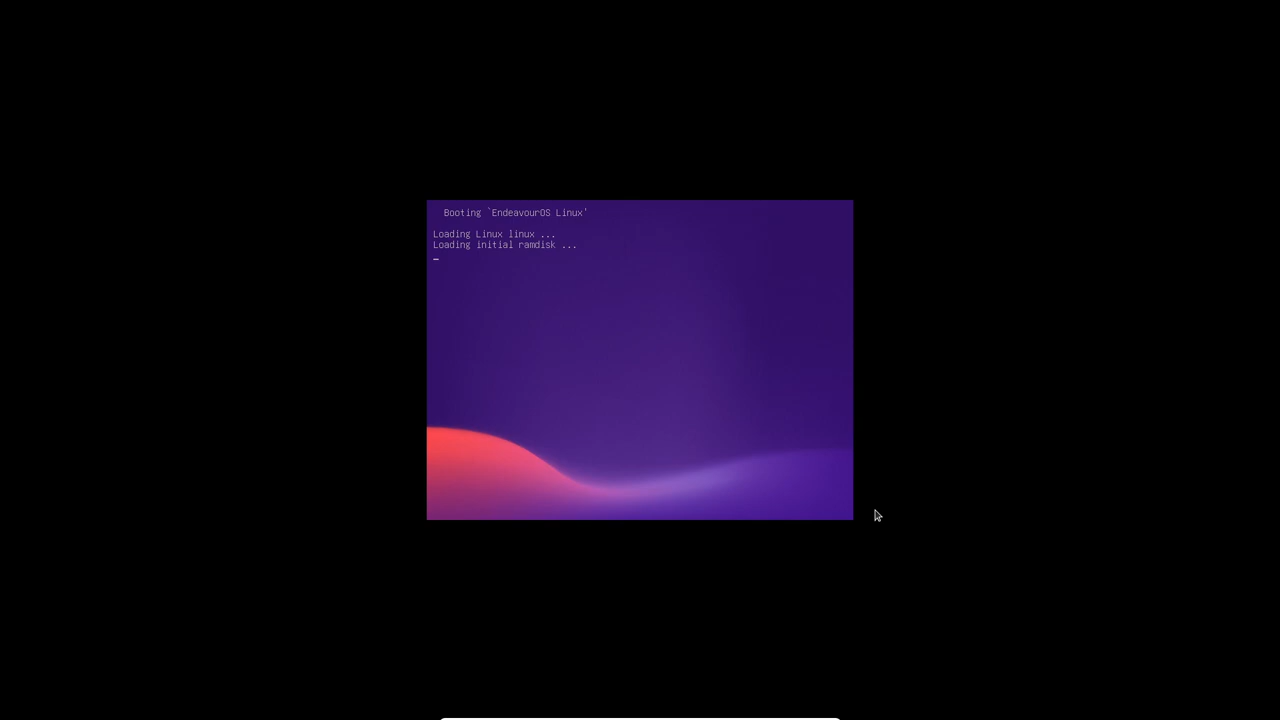 Booting `EndeavourOS Linux'
Loading Linux linux ...
Loading initial ramdisk ...